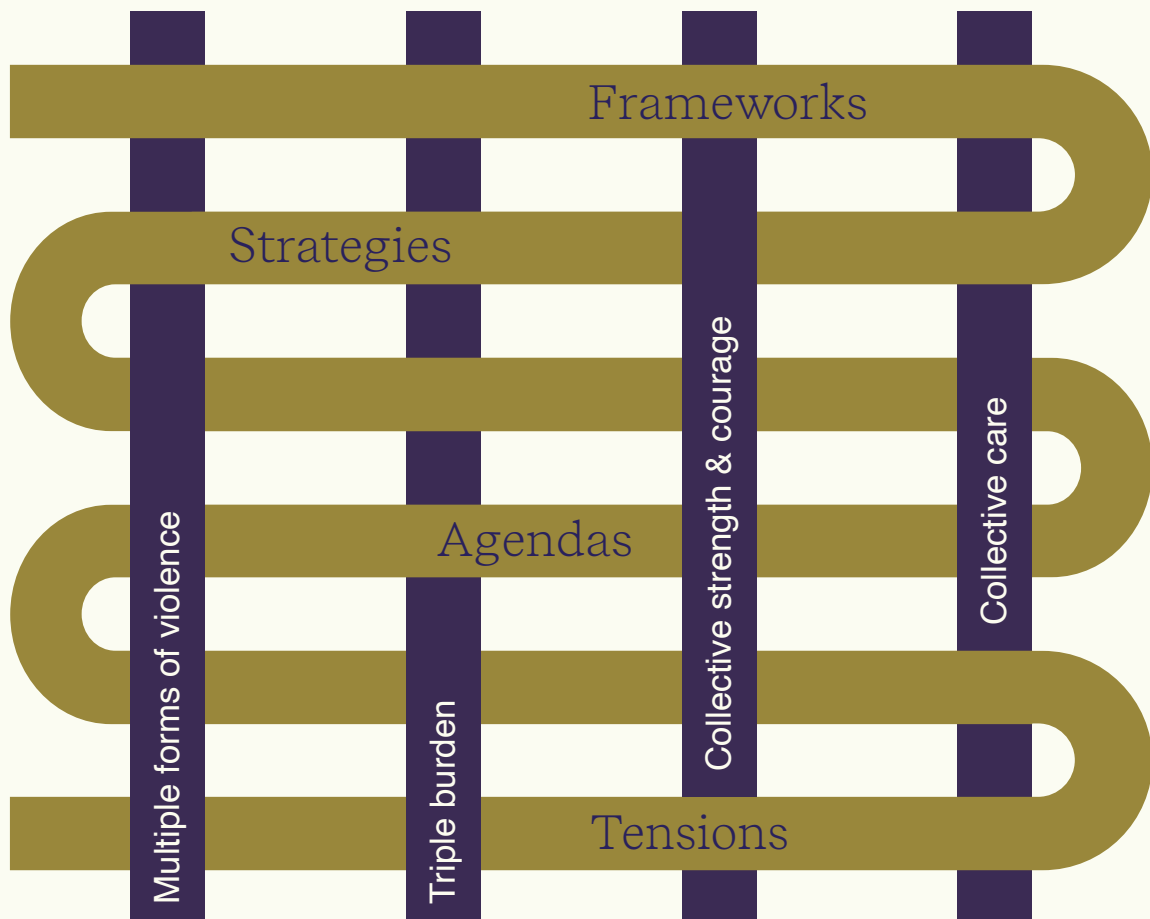 Frameworks
Strategies
Agendas
Tensions
Multiple forms of violence
Triple burden
Collective strength & courage
Collective care